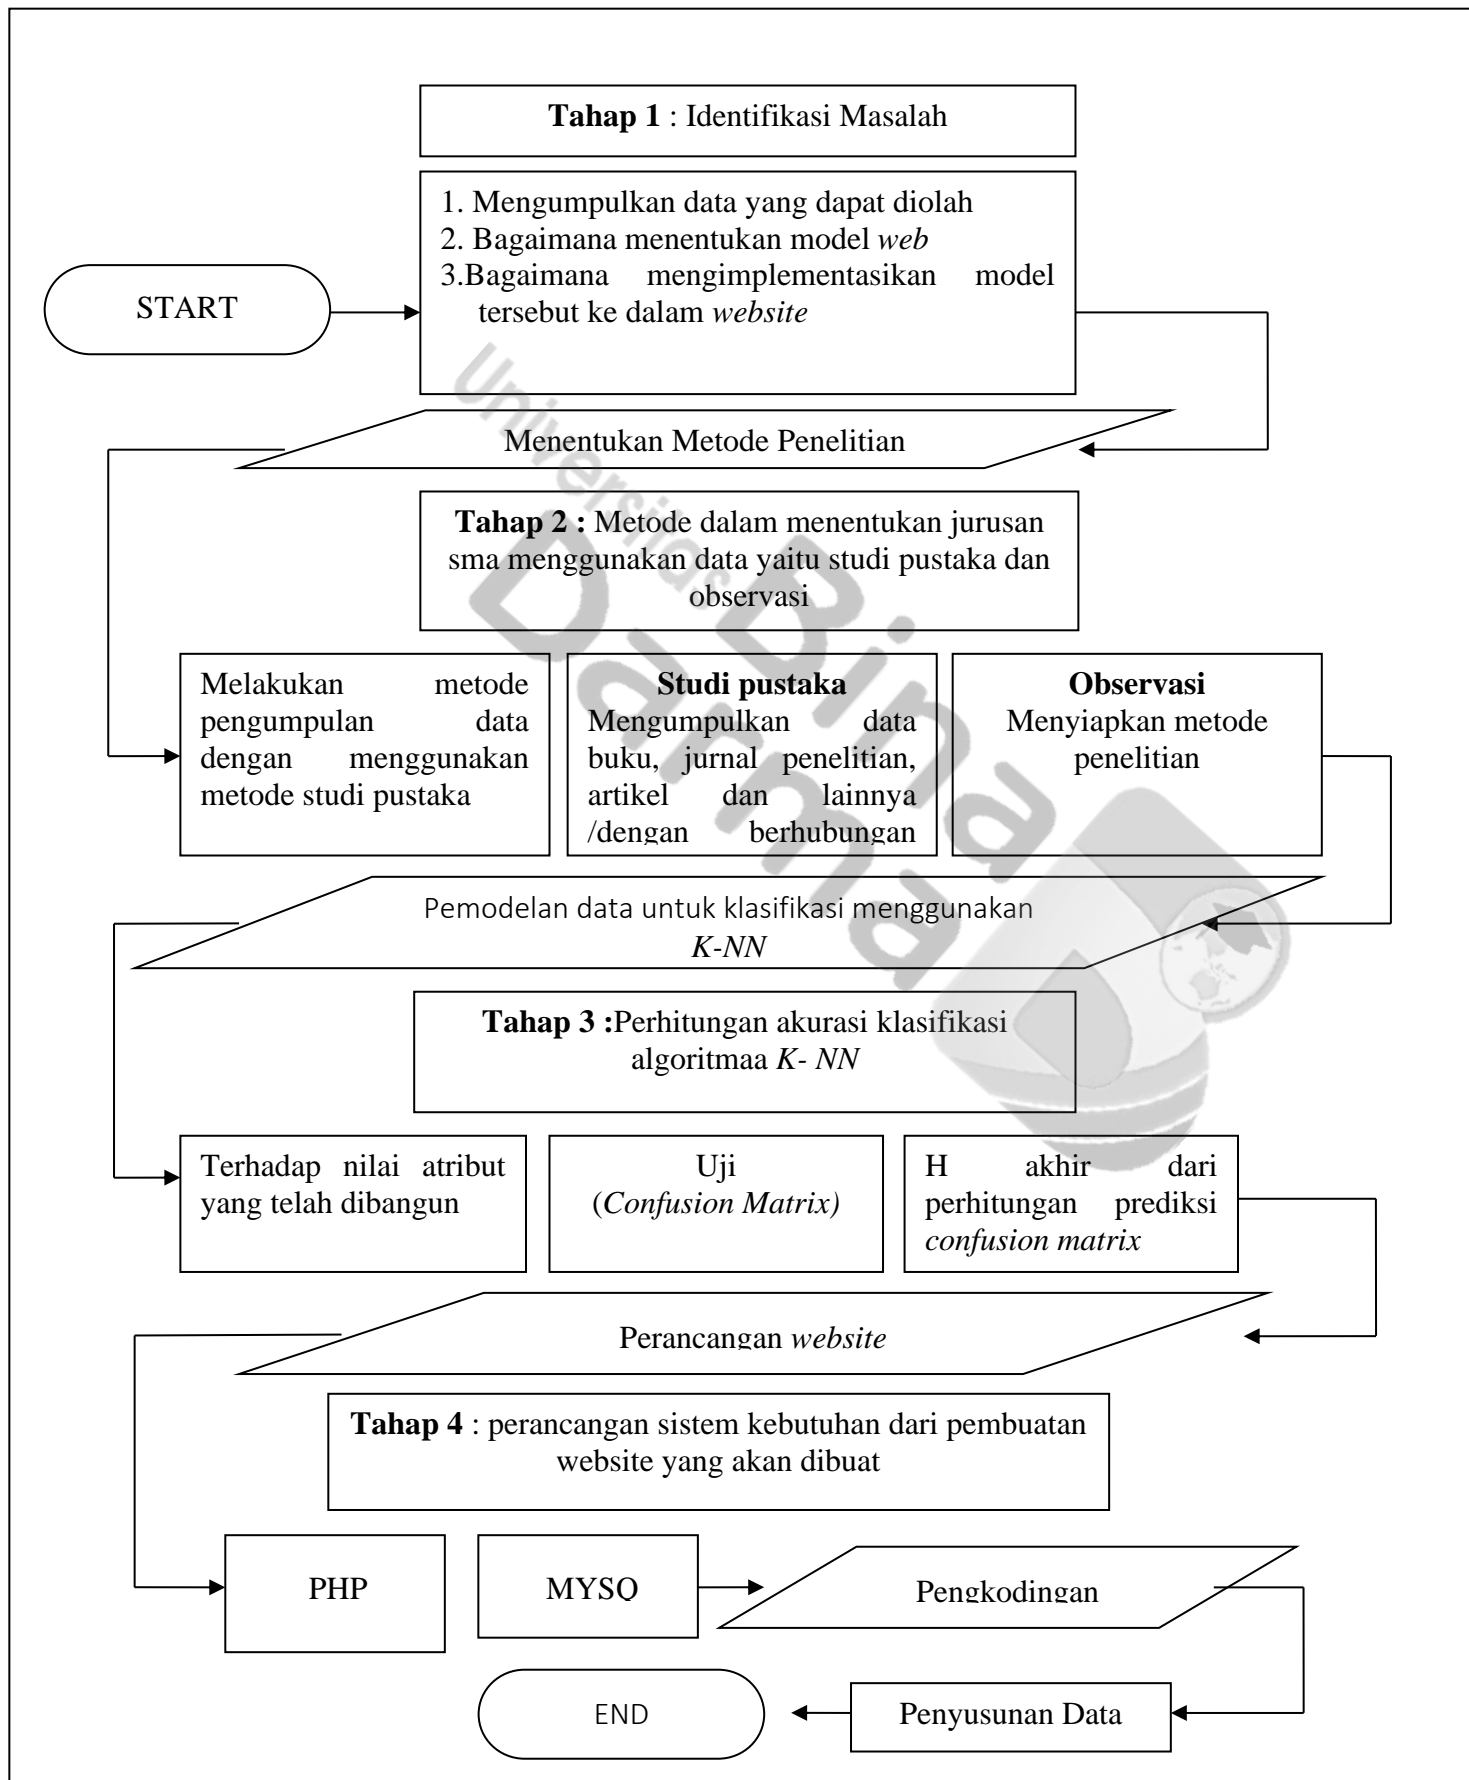 Tahap 1 : Identifikasi Masalah
1. Mengumpulkan data yang dapat diolah
2. Bagaimana menentukan model web
3.Bagaimana mengimplementasikan model
tersebut ke dalam website
START
Menentukan Metode Penelitian
Tahap 2 : Metode dalam menentukan jurusan
sma menggunakan data yaitu studi pustaka dan
observasi
Melakukan metode
pengumpulan data
dengan menggunakan
metode studi pustaka
Studi pustaka
Mengumpulkan data
buku, jurnal penelitian,
artikel dan lainnya
/dengan berhubungan
Observasi
Menyiapkan metode
penelitian
Pemodelan data untuk klasifikasi menggunakan
K-NN
Tahap 3 :Perhitungan akurasi klasifikasi
algoritmaa K- NN
Terhadap nilai atribut
yang telah dibangun
Uji
(Confusion Matrix)
H akhir dari
perhitungan prediksi
confusion matrix
Perancangan website
Tahap 4 : perancangan sistem kebutuhan dari pembuatan
website yang akan dibuat
PHP
MYSQ
Pengkodingan
END
Penyusunan Data
Universitas
Bina
Darma